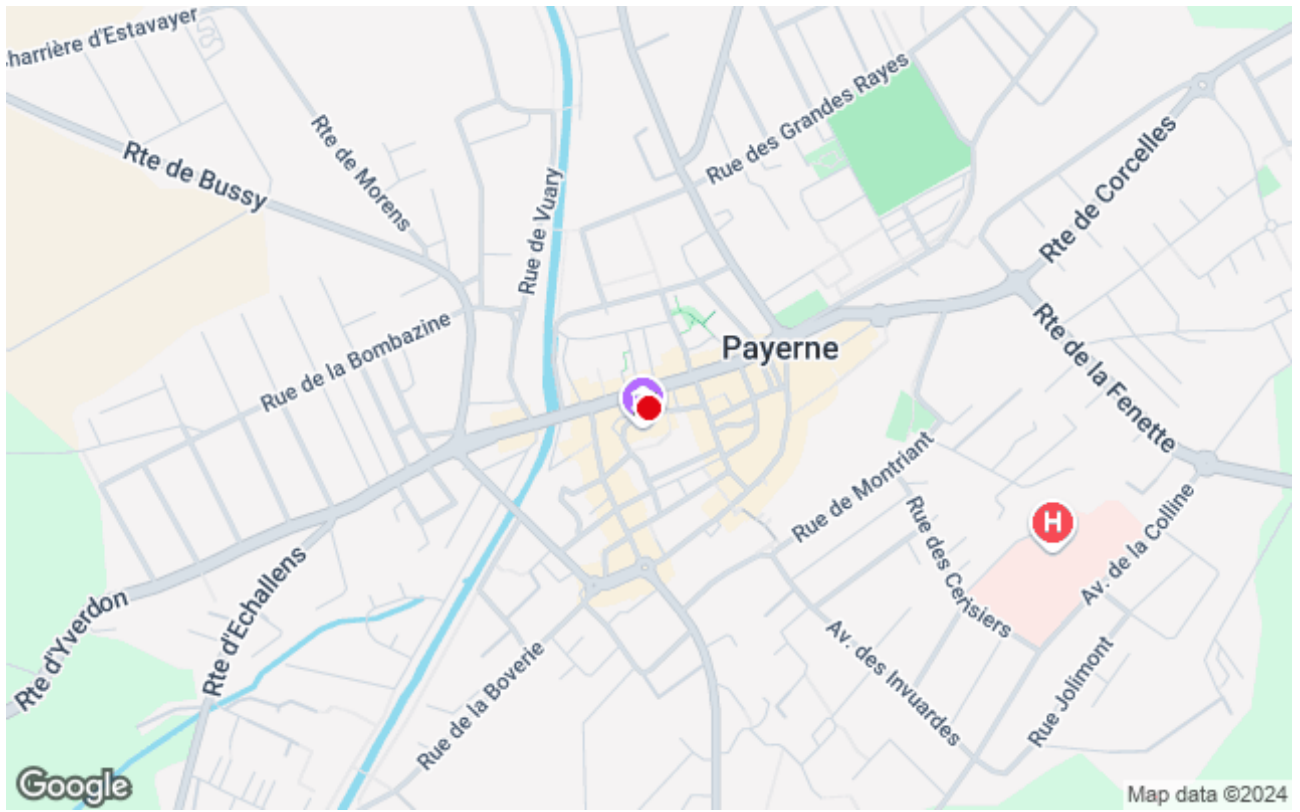 Charrière d'Estavayer
Rte de Bussy
Rte de Morens
Rue de Vuary
Rue des Grandes Rayes
Rte de Corcelles
Rue de la Bombazine
Payerne
Rte de la Fenette
Rue de Montriant
Rue des Cerisiers
H
Av. de la Colline
Rte d'Yverdon
Rte d'Echallens
Rue de la Boverie
Av. des Invuardes
Rue Jolimont
Google
Map data ©2024